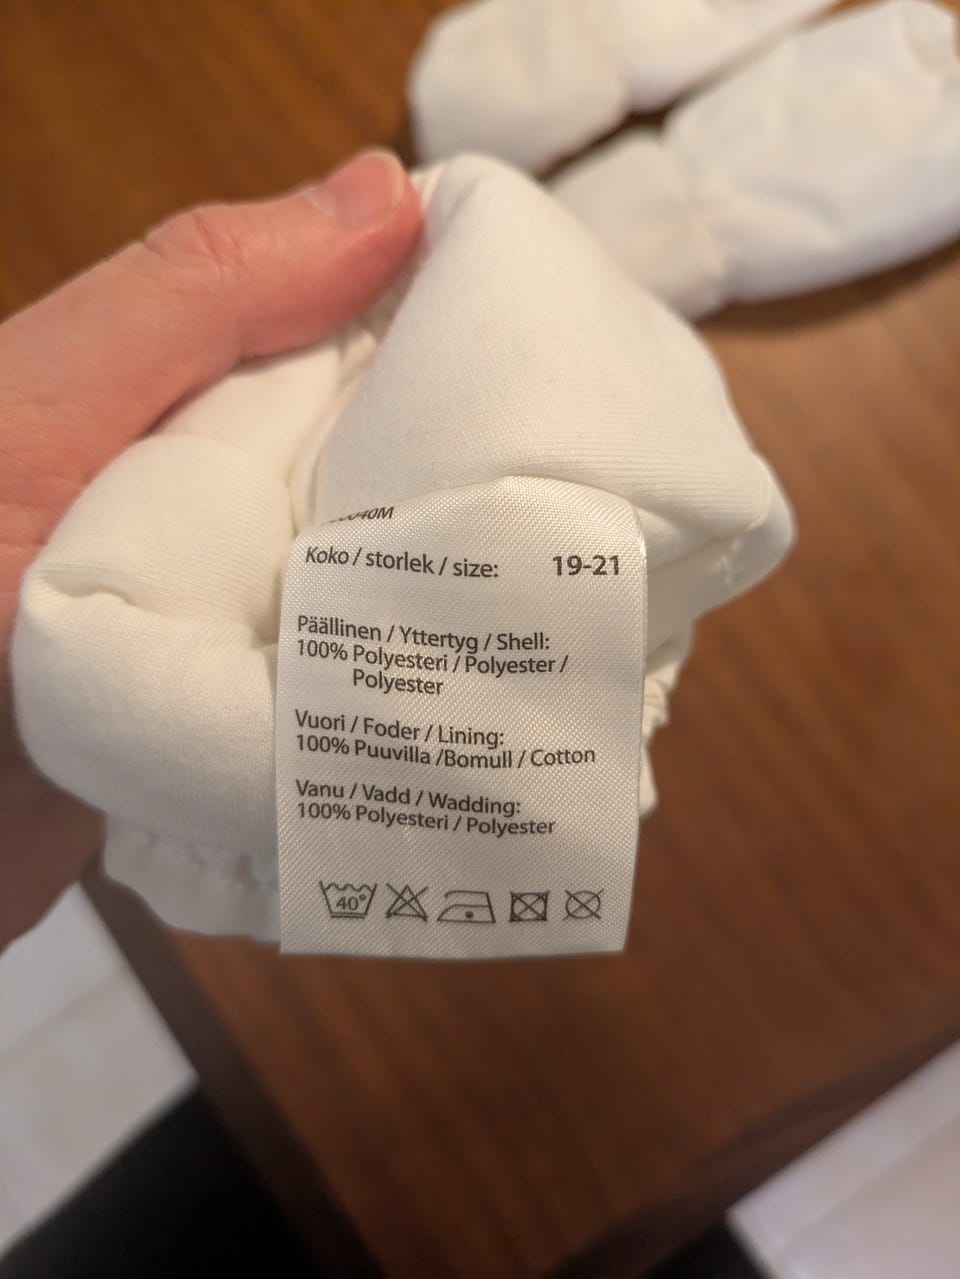 Koko / storlek / size: 19-21
Päällinen / Yttertyg / Shell:
100% Polyesteri / Polyester /
Polyester
Vuori / Foder / Lining:
100% Puuvilla /Bomull / Cotton
Vanu / Vadd / Wadding:
100% Polyesteri / Polyester
40°